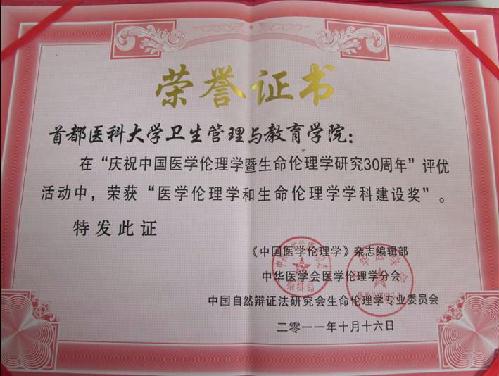 荣誉证书
首都医科大学卫生管理与教育学院：
在“庆祝中国医学伦理学暨生命伦理学研究30周年”评优
活动中，荣获“医学伦理学和生命伦理学学科建设奖”。
特发此证
《中国医学伦理学》杂志编辑部
中华医学会医学伦理学分会
中国自然辩证法研究会生命伦理学专业委员会
二零一一年十月十六日